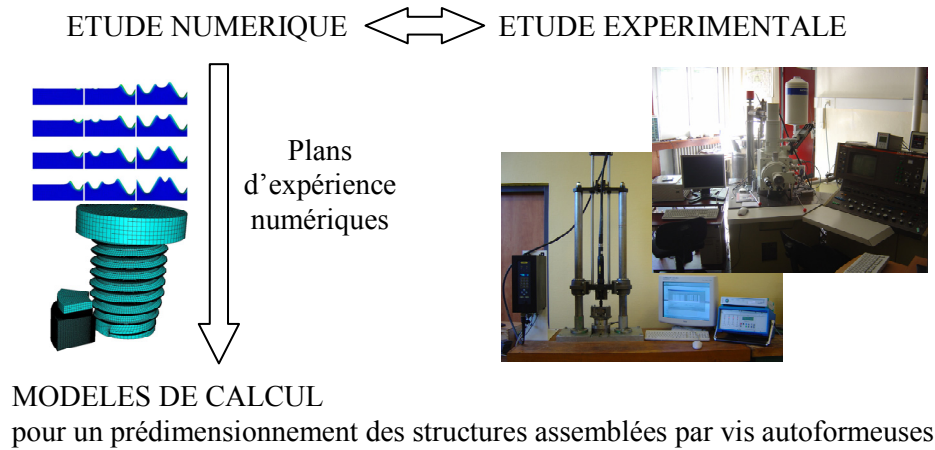 ETUDE NUMERIQUE
ETUDE EXPERIMENTALE
Plans
d’expérience
numériques
MODELES DE CALCUL
pour un prédimensionnement des structures assemblées par vis autoformeuses